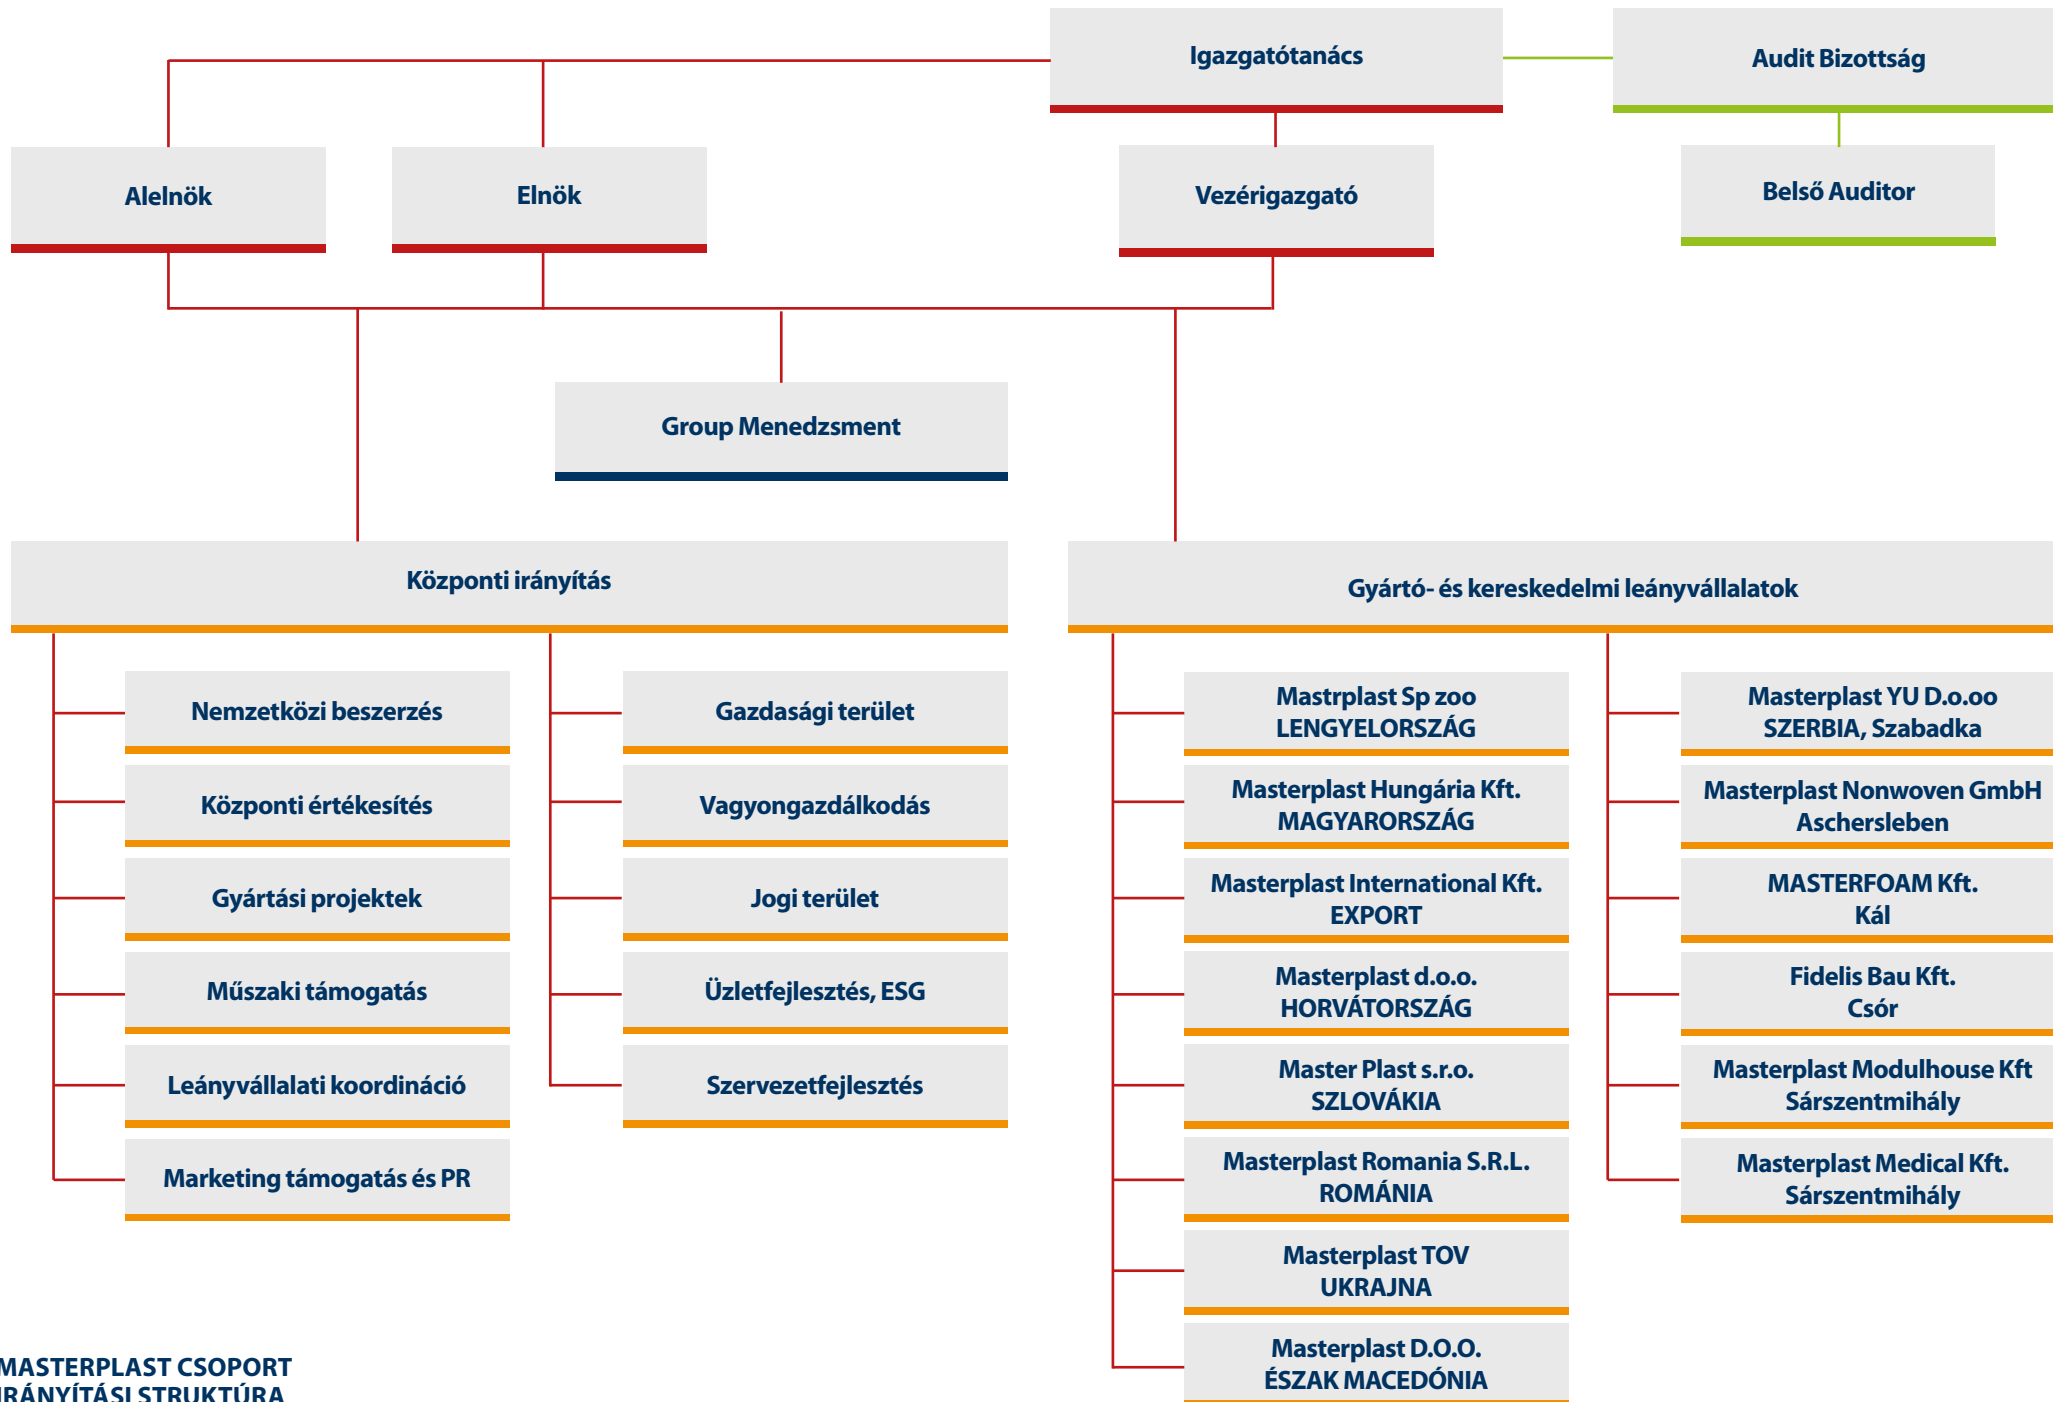 Igazgatótanács
Audit Bizottság
Alelnök
Elnök
Vezérigazgató
Belső Auditor
Group Menedzsment
Központi irányítás
Nemzetközi beszerzés
Központi értékesítés
Gyártási projektek
Műszaki támogatás
Leányvállalati koordináció
Marketing támogatás és PR
Gazdasági terület
Vagyongazdálkodás
Jogi terület
Üzletfejlesztés, ESG
Szervezetfejlesztés
Gyártó- és kereskedelmi leányvállalatok
Mastrplast Sp zoo
LENGYELORSZÁG
Masterplast Hungária Kft.
MAGYARORSZÁG
Masterplast International Kft.
EXPORT
Masterplast d.o.o.
HORVÁTORSZÁG
Master Plast s.r.o.
SZLOVÁKIA
Masterplast Romania S.R.L.
ROMÁNIA
Masterplast TOV
UKRAJNA
Masterplast D.O.O.
ÉSZAK MACEDÓNIA
Masterplast YU D.o.oo
SZERBIA, Szabadka
Masterplast Nonwoven GmbH
Aschersleben
MASTERFOAM Kft.
Kál
Fidelis Bau Kft.
Csór
Masterplast Modulhouse Kft
Sárszentmihály
Masterplast Medical Kft.
Sárszentmihály
MASTERPLAST CSOPORT
IRÁNYÍTÁSI STRUKTÚRA